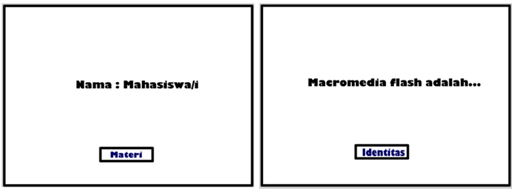 Nama : Mahasiswa/i
Materi
Macromedia flash adalah...
Identitas